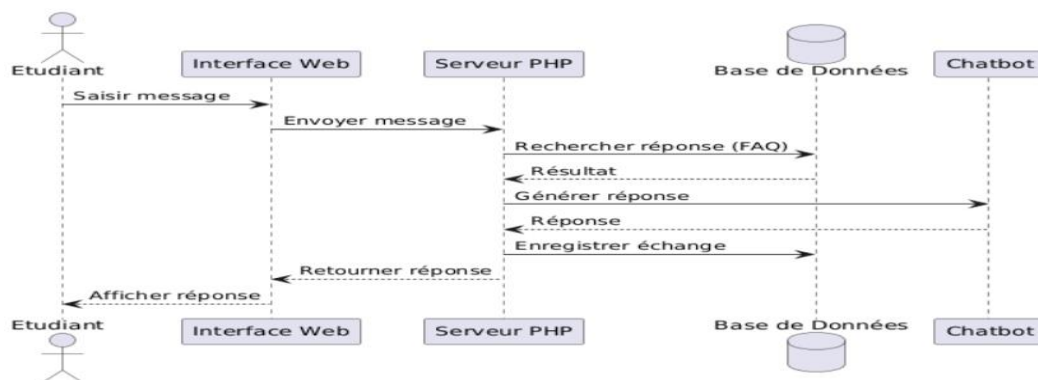 Etudiant
Interface Web
Serveur PHP
Base de Données
Chatbot
Saisir message
Envoyer message
Rechercher réponse (FAQ)
Résultat
Générer réponse
Réponse
Enregistrer échange
Retourner réponse
Afficher réponse
Etudiant
Interface Web
Serveur PHP
Base de Données
Chatbot